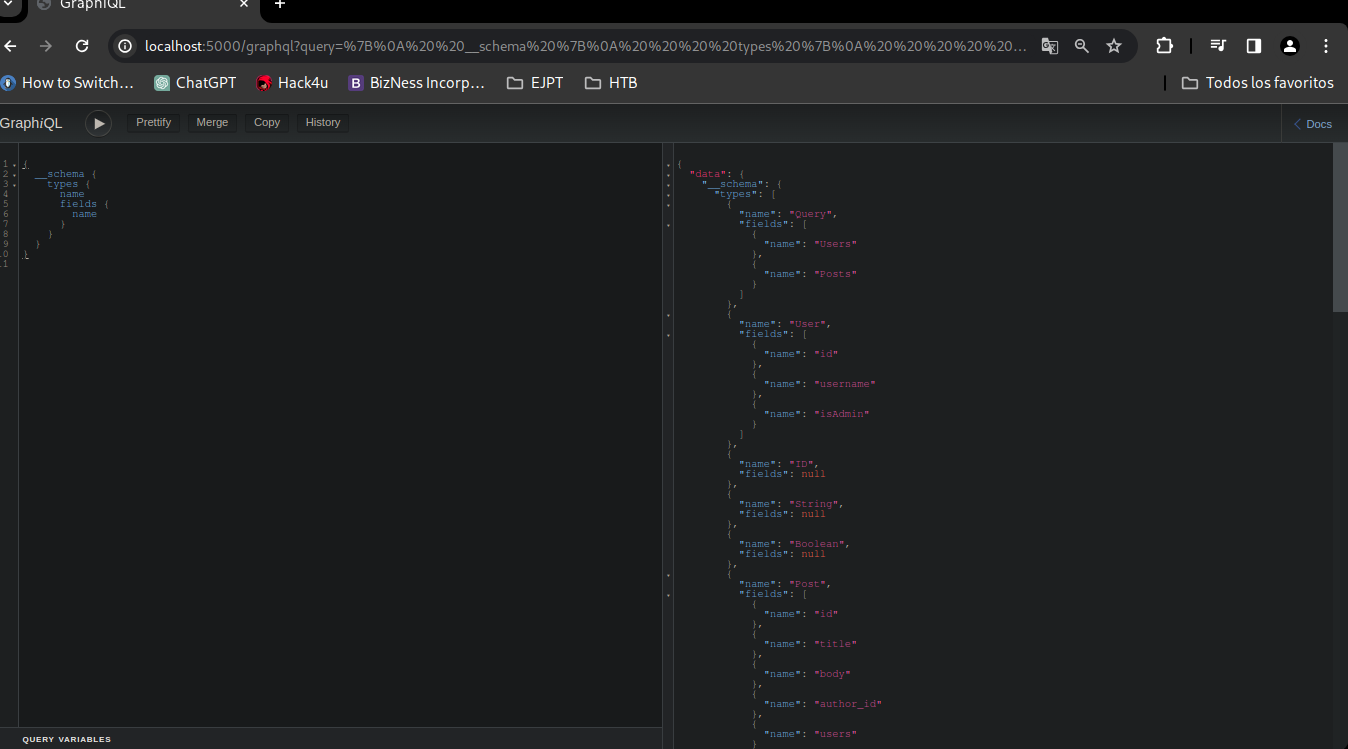 GraphiQL
localhost:5000/graphql?query=%7B%0A%20%20__schema%20%7B%0A%20%20%20%20types%20%7B%0A%20%20%20%20%20%20...
How to Switch...
ChatGPT
Hack4u
B
BizNess Incorp...
EJPT
HTB
Todos los favoritos
GraphiQL
Prettify
Merge
Copy
History
Docs
1 {
2 __schema {
3 types {
4 name
5 fields {
6 name
7 }
8 }
9 }
0 }
1
{
"data": {
"__schema": {
"types": [
{
"name": "Query",
"fields": [
{
"name": "Users"
},
{
"name": "Posts"
}
]
},
{
"name": "User",
"fields": [
{
"name": "id"
},
{
"name": "username"
},
{
"name": "isAdmin"
}
]
},
{
"name": "ID",
"fields": null
},
{
"name": "String",
"fields": null
},
{
"name": "Boolean",
"fields": null
},
{
"name": "Post",
"fields": [
{
"name": "id"
},
{
"name": "title"
},
{
"name": "body"
},
{
"name": "author_id"
},
{
"name": "users"
}
QUERY VARIABLES